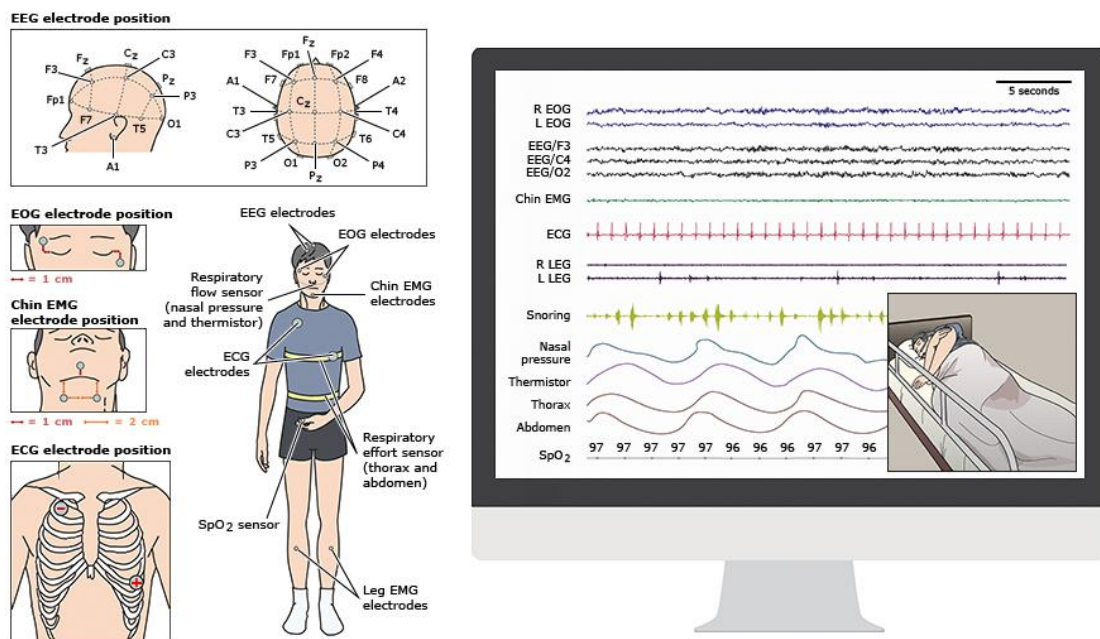 EEG electrode position
Fz
Cz
C3
F3
Pz
P3
Fp1
F7
T5
O1
T3
A1
Fz
F3
Fp1
Fp2
F4
F7
F8
A1
A2
Cz
T3
T4
C3
C4
T5
T6
P3
O1
O2
P4
Pz
EOG electrode position
= 1 cm
Chin EMG
electrode position
= 1 cm
= 2 cm
ECG electrode position
−
+
EEG electrodes
EOG electrodes
Respiratory
flow sensor
(nasal pressure
and thermistor)
Chin EMG
electrodes
ECG
electrodes
Respiratory
effort sensor
(thorax and
abdomen)
SpO2 sensor
Leg EMG
electrodes
5 seconds
R EOG
L EOG
EEG/F3
EEG/C4
EEG/O2
Chin EMG
ECG
R LEG
L LEG
Snoring
Nasal
pressure
Thermistor
Thorax
Abdomen
SpO2 97 97 97 97 97 96 96 96 97 97 96